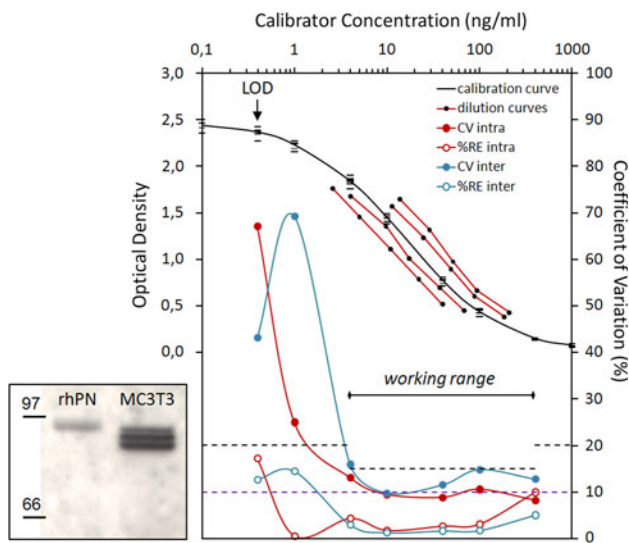 Calibrator Concentration (ng/ml)
0,1 1 10 100 1000
3,0
2,5
2,0
1,5
1,0
0,5
0,0
Optical Density
LOD
calibration curve
dilution curves
CV intra
%RE intra
CV inter
%RE inter
working range
100
90
80
70
60
50
40
30
20
10
0
Coefficient of Variation (%)
97 rhPN MC3T3
66